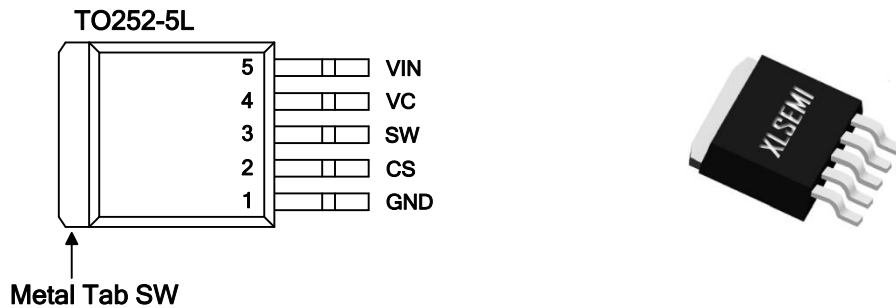 TO252-5L
5 VIN
4 VC
3 SW
2 CS
1 GND
Metal Tab SW
XLSEMI